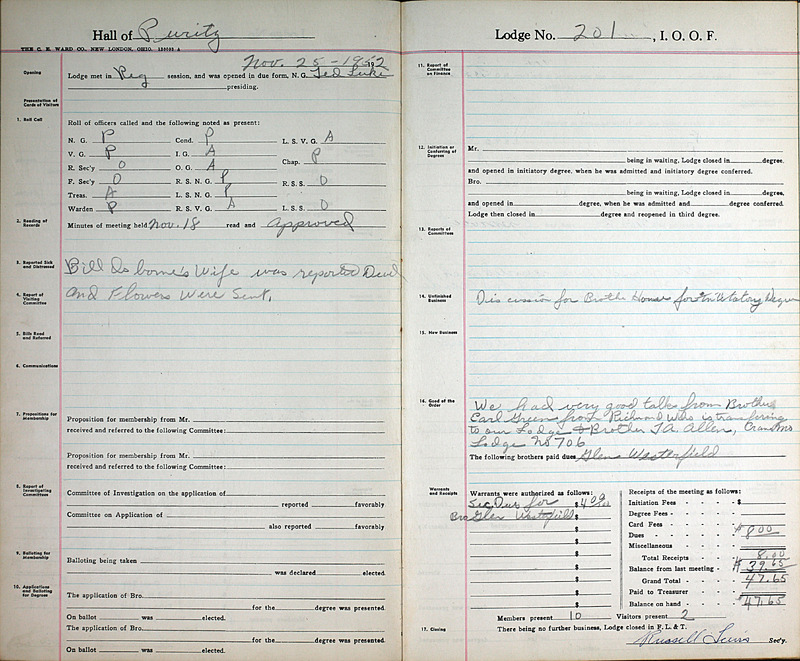 Hall of Purity
THE C. E. WARD CO., NEW LONDON, OHIO.
Nov. 25-1952
Opening
Lodge met in Reg session, and was opened in due form, N. G. Ted
presiding.
Presentation of Cards of Visitors
1. Roll Call
Roll of officers called and the following noted as present:
N. G. P Cond. P L. S. V. G. A
V. G. P I. G. A Chap. P
R. Sec'y O O. G. A
F. Sec'y O R. S. N. G. P R. S. S. O
Treas. A L. S. N. G. P
Warden P R. S. V. G. A L. S. S. O
2. Reading of Records
Minutes of meeting held Nov. 18 read and Approved
3. Reported Sick and Distressed
Bill Osborne's Wife was reported Dead
and Flowers Were Sent.
4. Report of Visiting Committee
5. Bills Read and Referred
6. Communications
7. Propositions for Membership
Proposition for membership from Mr.
received and referred to the following Committee:
Proposition for membership from Mr.
received and referred to the following Committee:
8. Report of Investigating Committees
Committee of Investigation on the application of
reported favorably
Committee on Application of
also reported favorably
9. Balloting for Membership
Balloting being taken
was declared elected.
10. Applications and Balloting for Degrees
The application of Bro.
for the degree was presented.
On ballot was elected.
The application of Bro.
for the degree was presented.
On ballot was elected.
Lodge No. 201, I. O. O. F.
11. Report of Committee on Finance
12. Initiation or Conferring of Degrees
Mr.
being in waiting, Lodge closed in degree,
and opened in initiatory degree, when he was admitted and initiatory degree conferred.
Bro.
being in waiting, Lodge closed in degree,
and opened in degree, when he was admitted and degree conferred.
Lodge then closed in degree and reopened in third degree.
13. Reports of Committees
14. Unfinished Business
Discussion for Brother for Degree
15. New Business
16. Good of the Order
We had very good talks from Brother
Earl Green from Richmond Who is transfering
to our Lodge & Brother T.A. Allen,
Lodge No 706
The following brothers paid dues Glenn Westerfield
Warrants and Receipts
Warrants were authorized as follows:
Sec Due for $4.00
Bro Glen Westfield $
$
$
$
$
$
$
$
Receipts of the meeting as follows:
Initiation Fees - - - - $
Degree Fees - - - -
Card Fees - - - -
Dues - - - - $8.00
Miscellaneous - - - -
Total Receipts - - - 8.00
Balance from last meeting - $39.65
Grand Total - - - - 47.65
Paid to Treasurer - - -
Balance on hand - - - - $47.65
Members present 10 Visitors present 2
17. Closing
There being no further business, Lodge closed in F. L. & T.
Russell Lewis Sec'y.